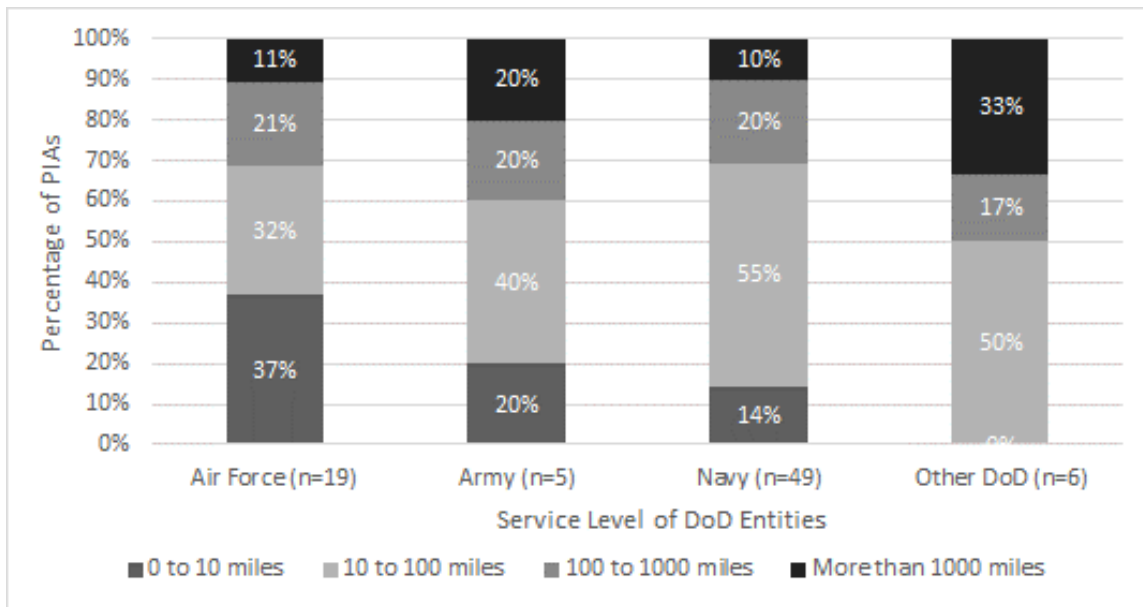 100%
90%
80%
70%
60%
50%
40%
30%
20%
10%
0%
Percentage of PIAs
11%
21%
32%
37%
20%
20%
40%
20%
10%
20%
55%
14%
33%
17%
50%
0%
Air Force (n=19)
Army (n=5)
Navy (n=49)
Other DoD (n=6)
Service Level of DoD Entities
0 to 10 miles
10 to 100 miles
100 to 1000 miles
More than 1000 miles